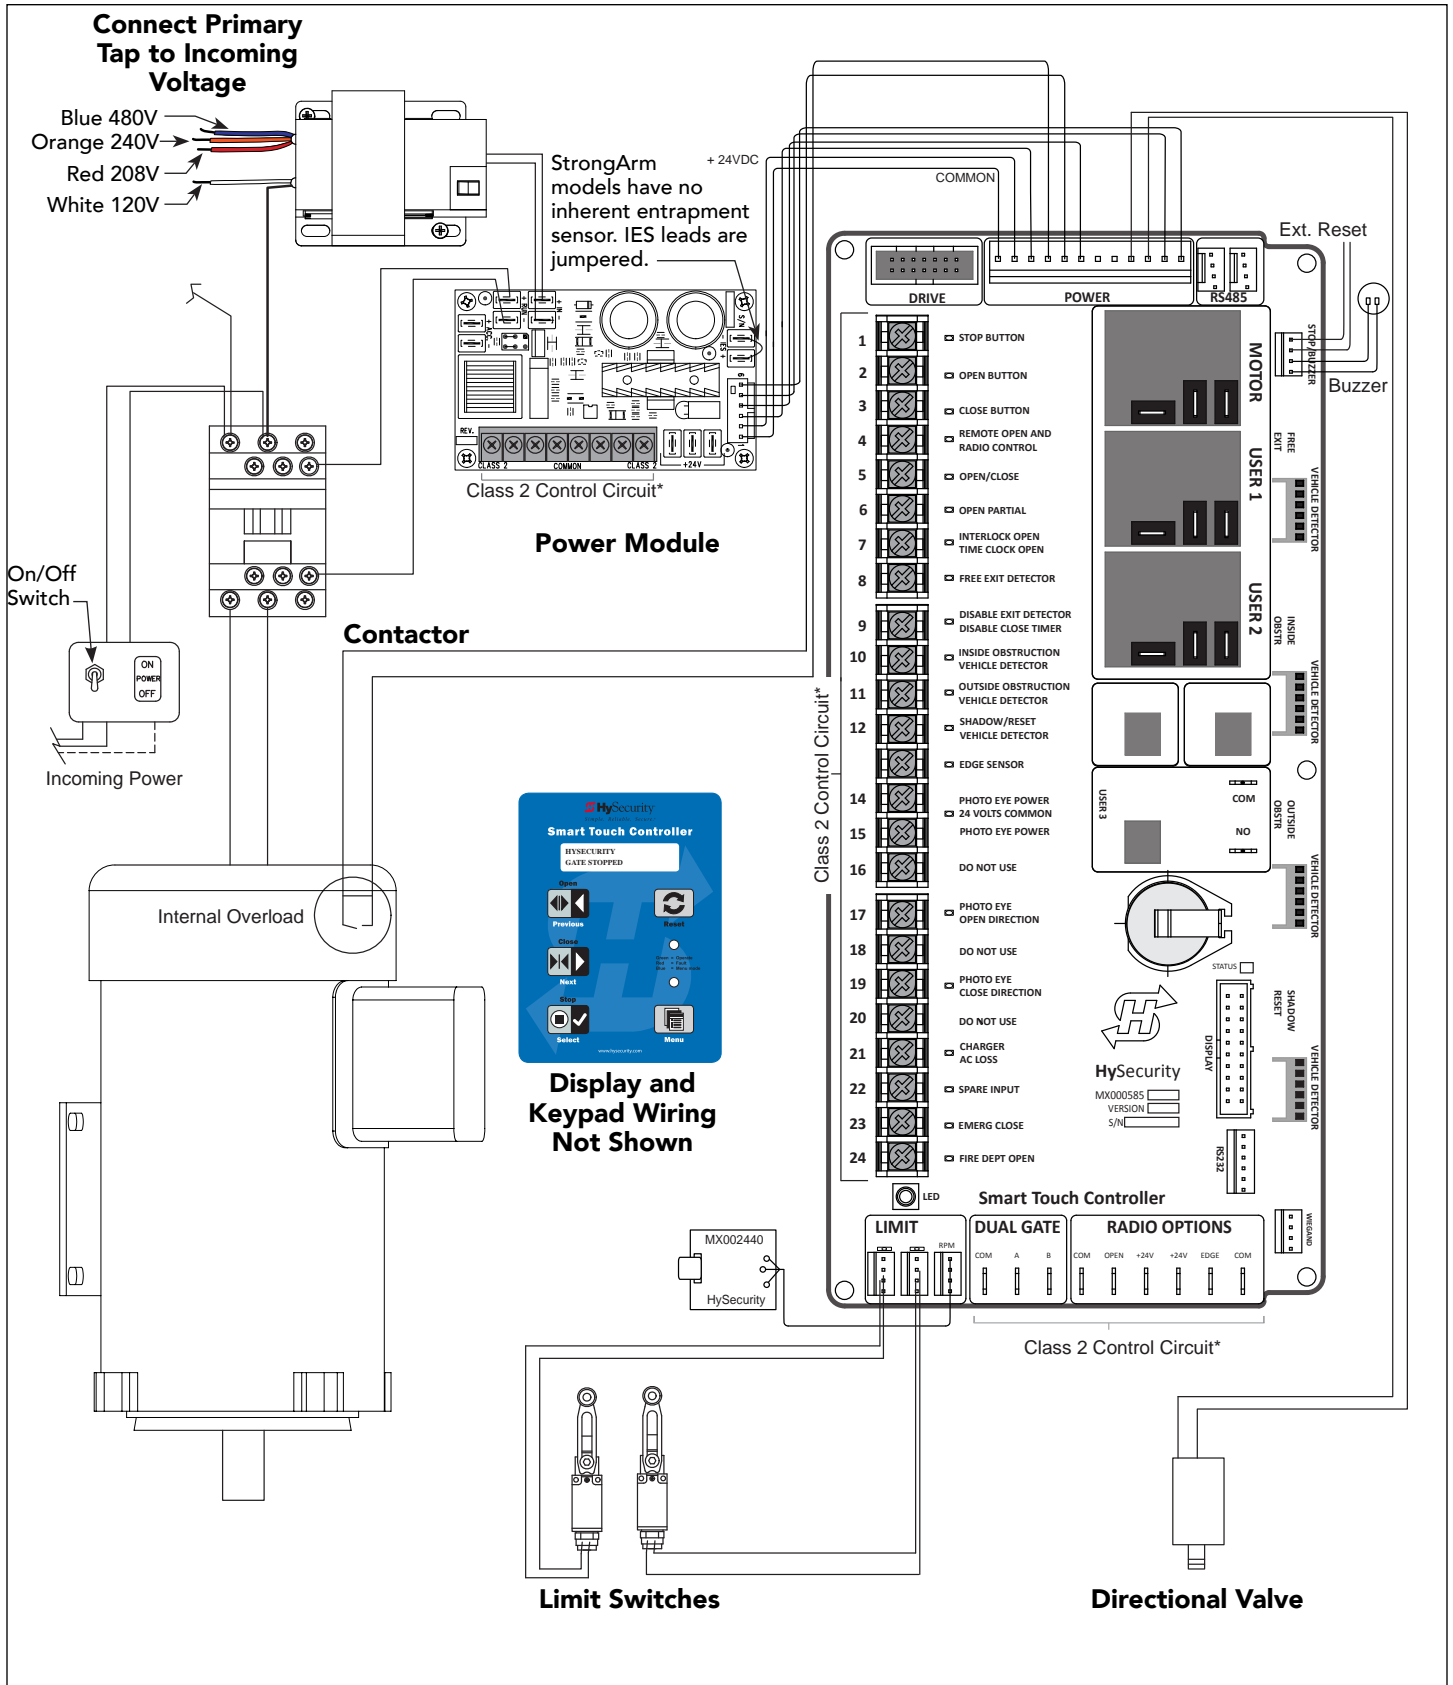 Connect Primary
Tap to Incoming
Voltage
Blue 480V
Orange 240V
Red 208V
White 120V
StrongArm
models have no
inherent entrapment
sensor. IES leads are
jumpered.
+ 24VDC
COMMON
Ext. Reset
Buzzer
DRIVE
POWER
RS485
STOP/BUZZER
+ RUN -
+ IN -
+ ACC -
S/N
- IES +
6
1
REV.
CLASS 2
COMMON
CLASS 2
+24V
Class 2 Control Circuit*
Power Module
On/Off
Switch
ON
POWER
OFF
Incoming Power
Contactor
Internal Overload
HySecurity
Smart Touch Controller
HYSECURITY
GATE STOPPED
Open
Previous
Reset
Close
Next
Stop
Select
Menu
www.hysecurity.com
Display and
Keypad Wiring
Not Shown
Class 2 Control Circuit*
1 STOP BUTTON
2 OPEN BUTTON
3 CLOSE BUTTON
4 REMOTE OPEN AND
RADIO CONTROL
5 OPEN/CLOSE
6 OPEN PARTIAL
7 INTERLOCK OPEN
TIME CLOCK OPEN
8 FREE EXIT DETECTOR
9 DISABLE EXIT DETECTOR
DISABLE CLOSE TIMER
10 INSIDE OBSTRUCTION
VEHICLE DETECTOR
11 OUTSIDE OBSTRUCTION
VEHICLE DETECTOR
12 SHADOW/RESET
VEHICLE DETECTOR
EDGE SENSOR
14 PHOTO EYE POWER
24 VOLTS COMMON
15 PHOTO EYE POWER
16 DO NOT USE
17 PHOTO EYE
OPEN DIRECTION
18 DO NOT USE
19 PHOTO EYE
CLOSE DIRECTION
20 DO NOT USE
21 CHARGER
AC LOSS
22 SPARE INPUT
23 EMERG CLOSE
24 FIRE DEPT OPEN
MOTOR
USER 1
USER 2
USER 3
COM
NO
FREE
EXIT
VEHICLE DETECTOR
INSIDE
OBSTR
VEHICLE DETECTOR
OUTSIDE
OBSTR
VEHICLE DETECTOR
SHADOW
RESET
VEHICLE DETECTOR
STATUS
DISPLAY
HySecurity
MX000585
VERSION
S/N
RS232
WIEGAND
LED
Smart Touch Controller
LIMIT
RPM
DUAL GATE
COM A B
RADIO OPTIONS
COM OPEN +24V +24V EDGE COM
Class 2 Control Circuit*
MX002440
HySecurity
Limit Switches
Directional Valve